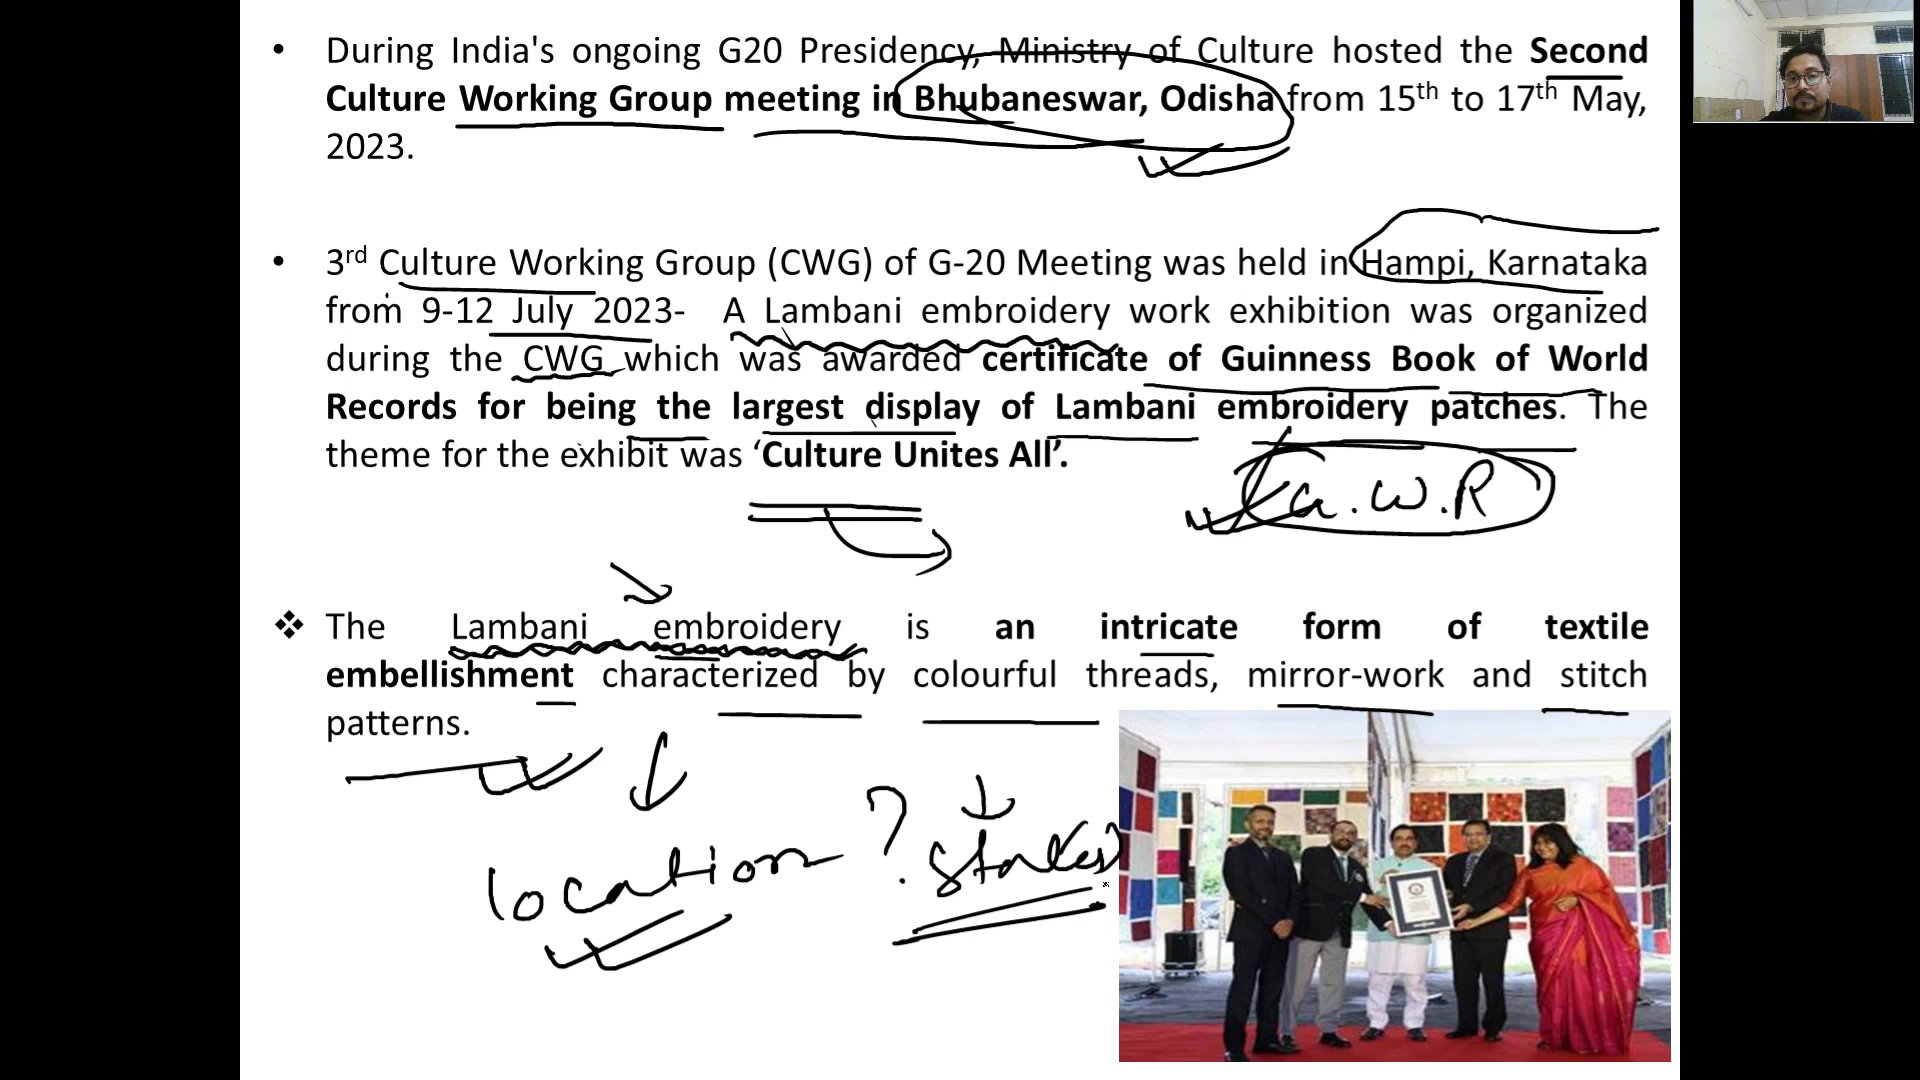 • During India's ongoing G20 Presidency, Ministry of Culture hosted the Second
Culture Working Group meeting in Bhubaneswar, Odisha from 15th to 17th May,
2023.
• 3rd Culture Working Group (CWG) of G-20 Meeting was held in Hampi, Karnataka
from 9-12 July 2023- A Lambani embroidery work exhibition was organized
during the CWG which was awarded certificate of Guinness Book of World
Records for being the largest display of Lambani embroidery patches. The
theme for the exhibit was ‘Culture Unites All’.
G.W.R
❖ The Lambani embroidery is an intricate form of textile
embellishment characterized by colourful threads, mirror-work and stitch
patterns.
location ? States